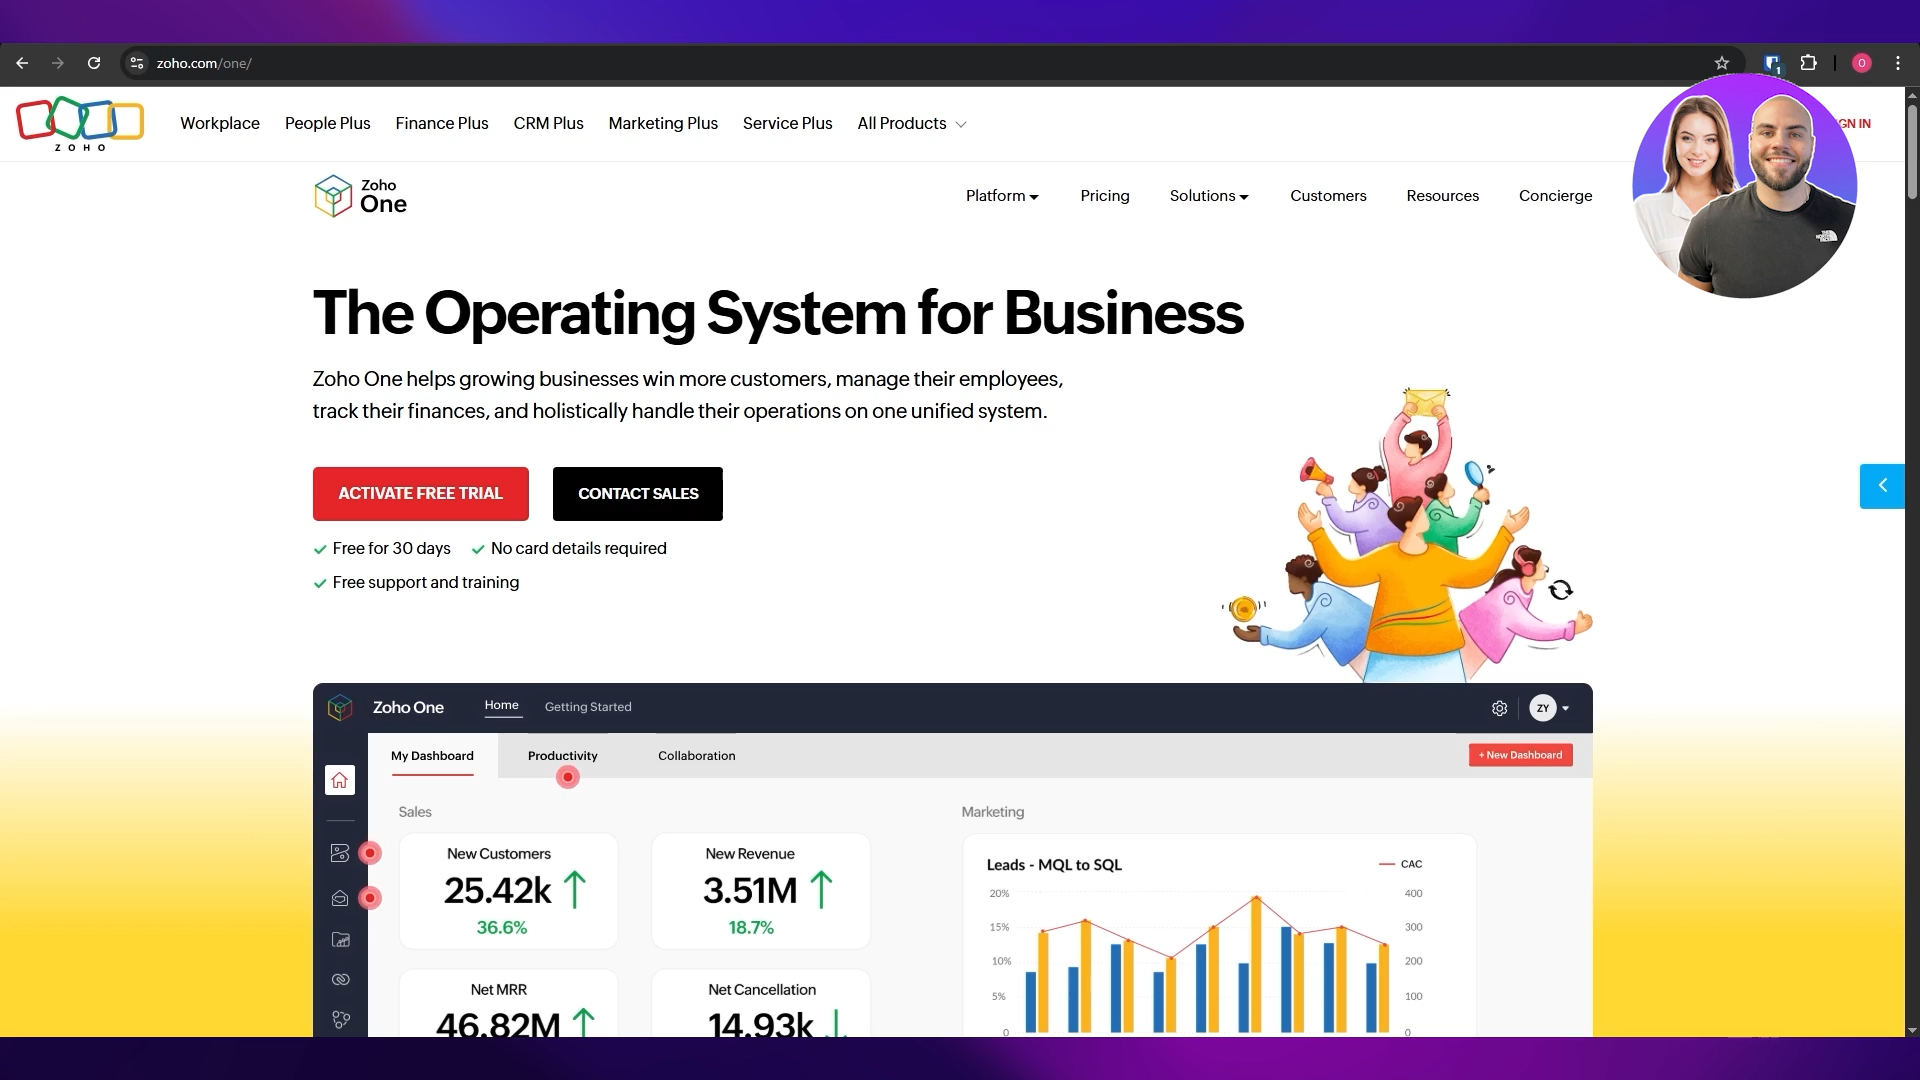 zoho.com/one/
1
O
ZOHO
Workplace
People Plus
Finance Plus
CRM Plus
Marketing Plus
Service Plus
All Products
GN IN
Zoho
One
Platform
Pricing
Solutions
Customers
Resources
Concierge
The Operating System for Business
Zoho One helps growing businesses win more customers, manage their employees,
track their finances, and holistically handle their operations on one unified system.
ACTIVATE FREE TRIAL
CONTACT SALES
Free for 30 days
No card details required
Free support and training
Zoho One
Home
Getting Started
ZY
My Dashboard
Productivity
Collaboration
+ New Dashboard
Sales
New Customers
25.42k
36.6%
New Revenue
3.51M
18.7%
Net MRR
46.82M
Net Cancellation
14.93k
Marketing
Leads - MQL to SQL
CAC
20%
15%
10%
5%
0
400
300
200
100
0